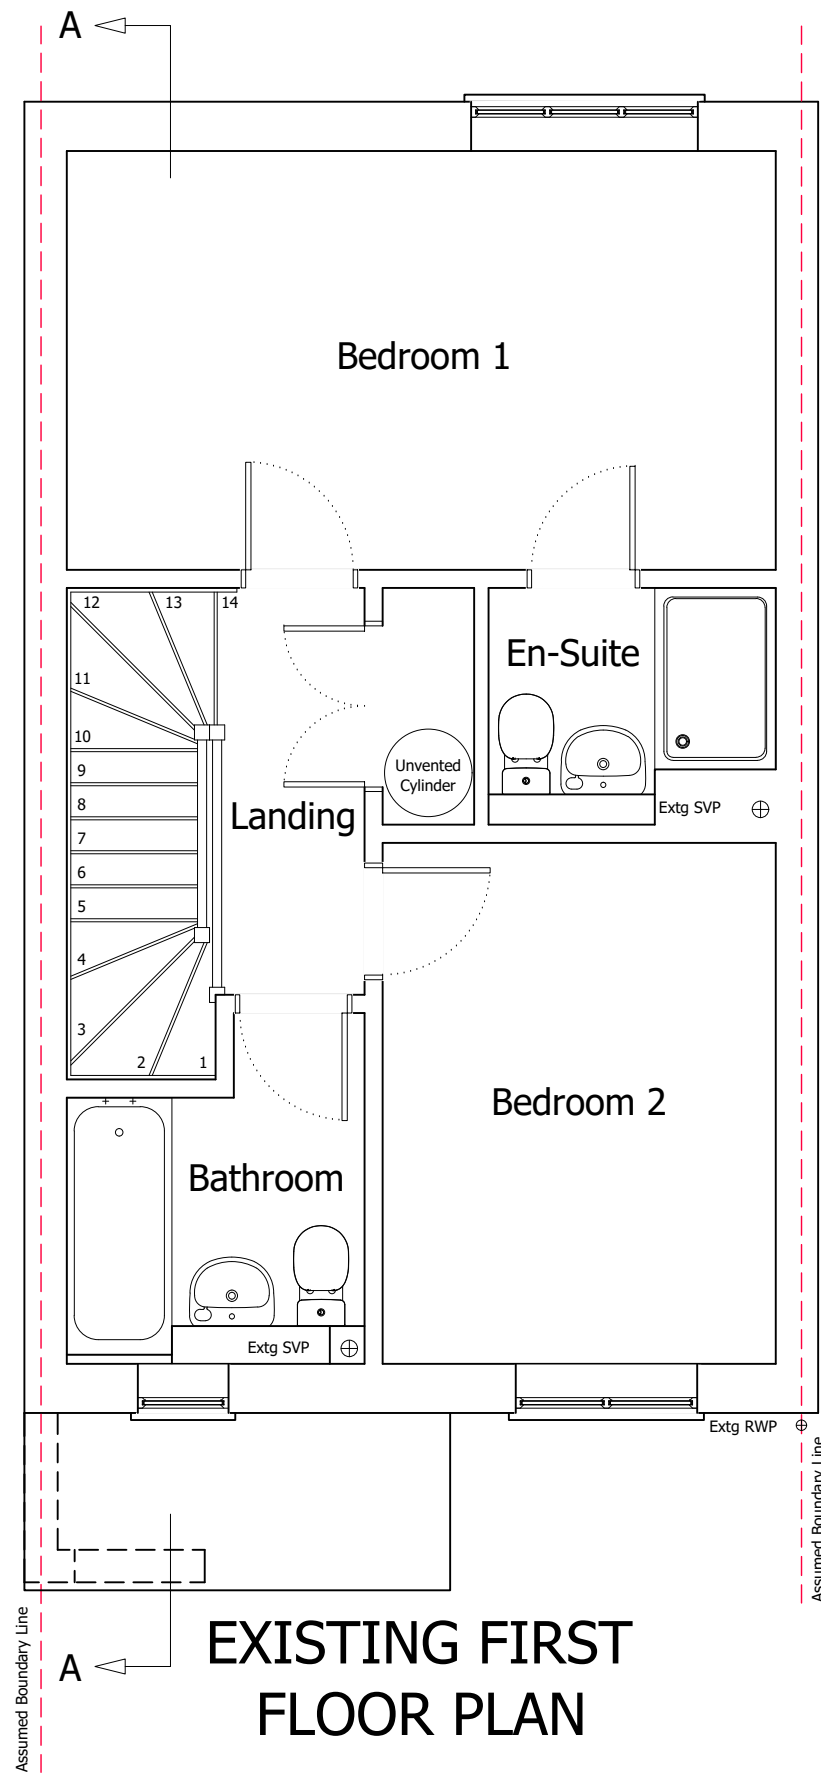 A
Bedroom 1
12
13
14
11
10
9
8
7
6
5
4
3
2
1
En-Suite
Unvented
Cylinder
Landing
Extg SVP
Bedroom 2
Bathroom
Extg SVP
Extg RWP
Assumed Boundary Line
Assumed Boundary Line
A
EXISTING FIRST
FLOOR PLAN